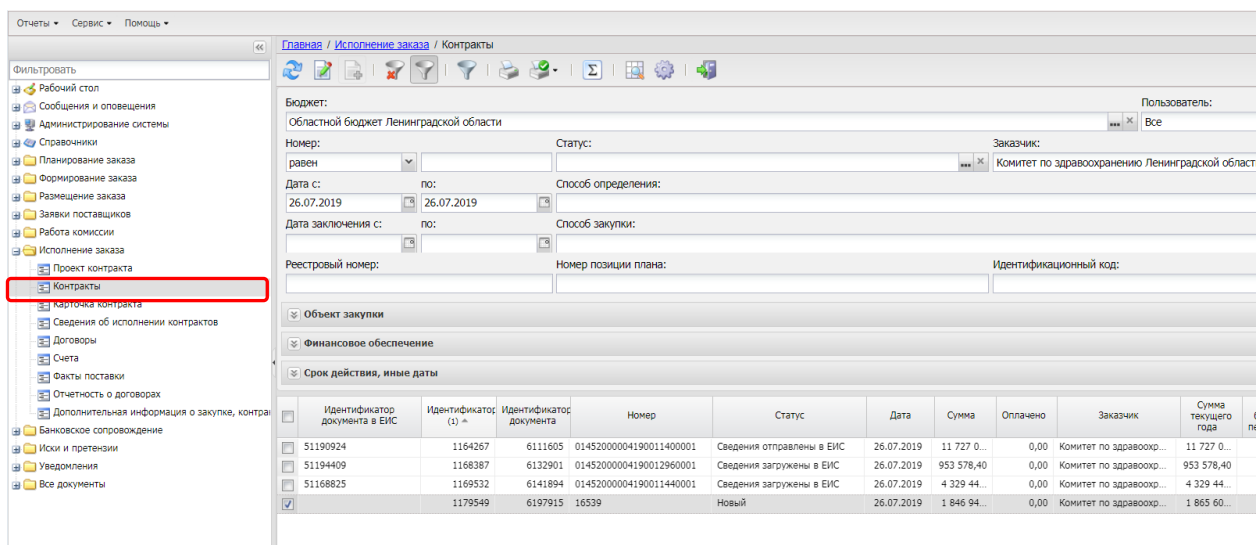 Отчеты Сервис Помощь
Главная / Исполнение заказа / Контракты
Фильтровать
Рабочий стол
Сообщения и оповещения
Администрирование системы
Справочники
Планирование заказа
Формирование заказа
Размещение заказа
Заявки поставщиков
Работа комиссии
Исполнение заказа
Проект контракта
Контракты
Карточка контракта
Сведения об исполнении контрактов
Договоры
Счета
Факты поставки
Отчетность о договорах
Дополнительная информация о закупке, контра
Банковское сопровождение
Иски и претензии
Уведомления
Все документы
Бюджет: Пользователь:
Областной бюджет Ленинградской области ... Все
Номер: Статус: Заказчик:
равен ... Комитет по здравоохранению Ленинградской област
Дата с: по: Способ определения:
26.07.2019 26.07.2019
Дата заключения с: по: Способ закупки:
Реестровый номер: Номер позиции плана: Идентификационный код:
Объект закупки
Финансовое обеспечение
Срок действия, иные даты
Идентификатор документа в ЕИС Идентификатор (1) Идентификатор документа Номер Статус Дата Сумма Оплачено Заказчик Сумма текущего года
51190924 1164267 6111605 01452000004190011400001 Сведения отправлены в ЕИС 26.07.2019 11 727 0... 0,00 Комитет по здравоохр... 11 727 0...
51194409 1168387 6132901 01452000004190012960001 Сведения загружены в ЕИС 26.07.2019 953 578,40 0,00 Комитет по здравоохр... 953 578,40
51168825 1169532 6141894 01452000004190011440001 Сведения загружены в ЕИС 26.07.2019 4 329 44... 0,00 Комитет по здравоохр... 4 329 44...
1179549 6197915 16539 Новый 26.07.2019 1 846 94... 0,00 Комитет по здравоохр... 1 865 60...